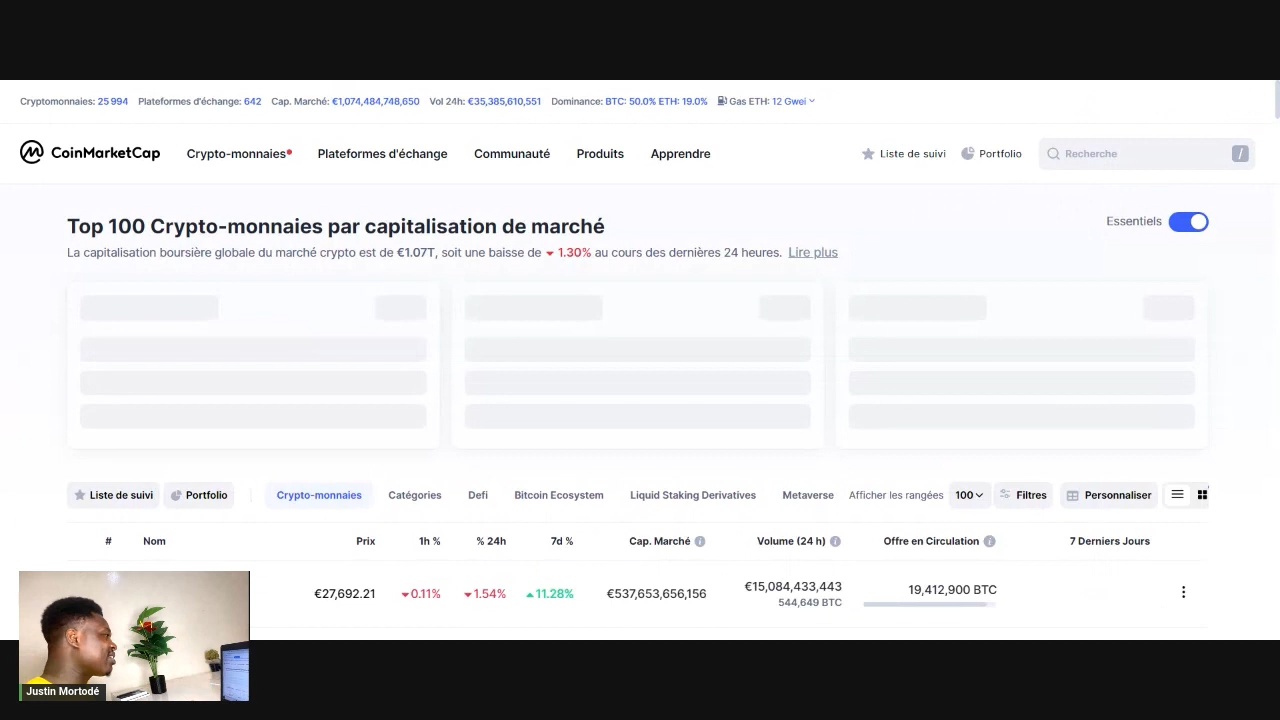 Cryptomonnaies: 25 994 Plateformes d'échange: 642 Cap. Marché: €1,074,484,748,650 Vol 24h: €35,385,610,551 Dominance: BTC: 50.0% ETH: 19.0% Gas ETH: 12 Gwei
CoinMarketCap Crypto-monnaies Plateformes d'échange Communauté Produits Apprendre Liste de suivi Portfolio Recherche /
Top 100 Crypto-monnaies par capitalisation de marché Essentiels
La capitalisation boursière globale du marché crypto est de €1.07T, soit une baisse de 1.30% au cours des dernières 24 heures. Lire plus
Liste de suivi Portfolio Crypto-monnaies Catégories Defi Bitcoin Ecosystem Liquid Staking Derivatives Metaverse Afficher les rangées 100 Filtres Personnaliser
# Nom Prix 1h % % 24h 7d % Cap. Marché Volume (24 h) Offre en Circulation 7 Derniers Jours
€27,692.21 0.11% 1.54% 11.28% €537,653,656,156 €15,084,433,443 19,412,900 BTC
544,649 BTC
Justin Mortodé